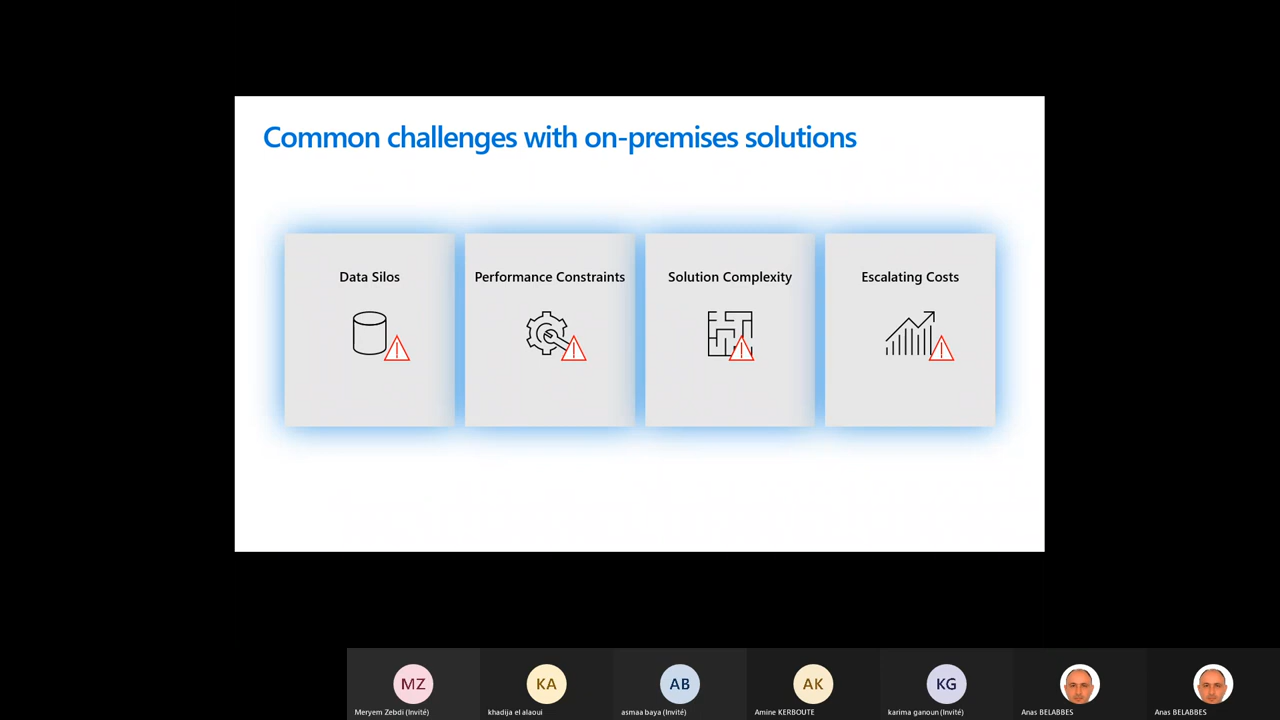 Common challenges with on-premises solutions
Data Silos
Performance Constraints
Solution Complexity
Escalating Costs
MZ
KA
AB
AK
KG
Meryem Zebdi (Invité)
khadija el alaoui
asmaa baya (Invité)
Amine KERBOUTE
karima ganoun (Invité)
Anas BELABBES
Anas BELABBES